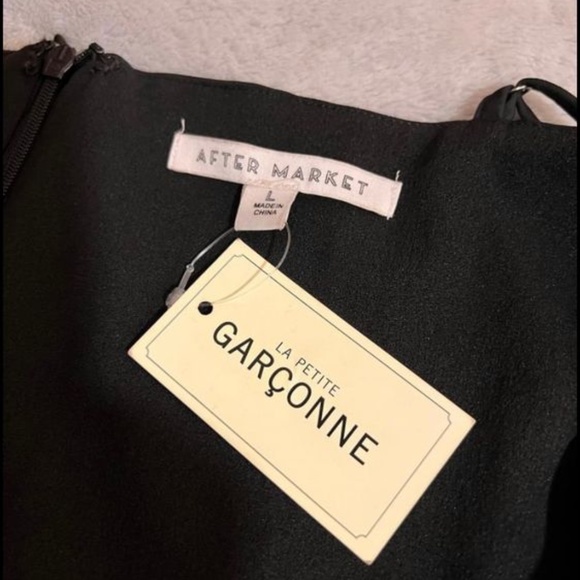 AFTER MARKET
L
MADE IN
CHINA
LA PETITE
GARÇONNE